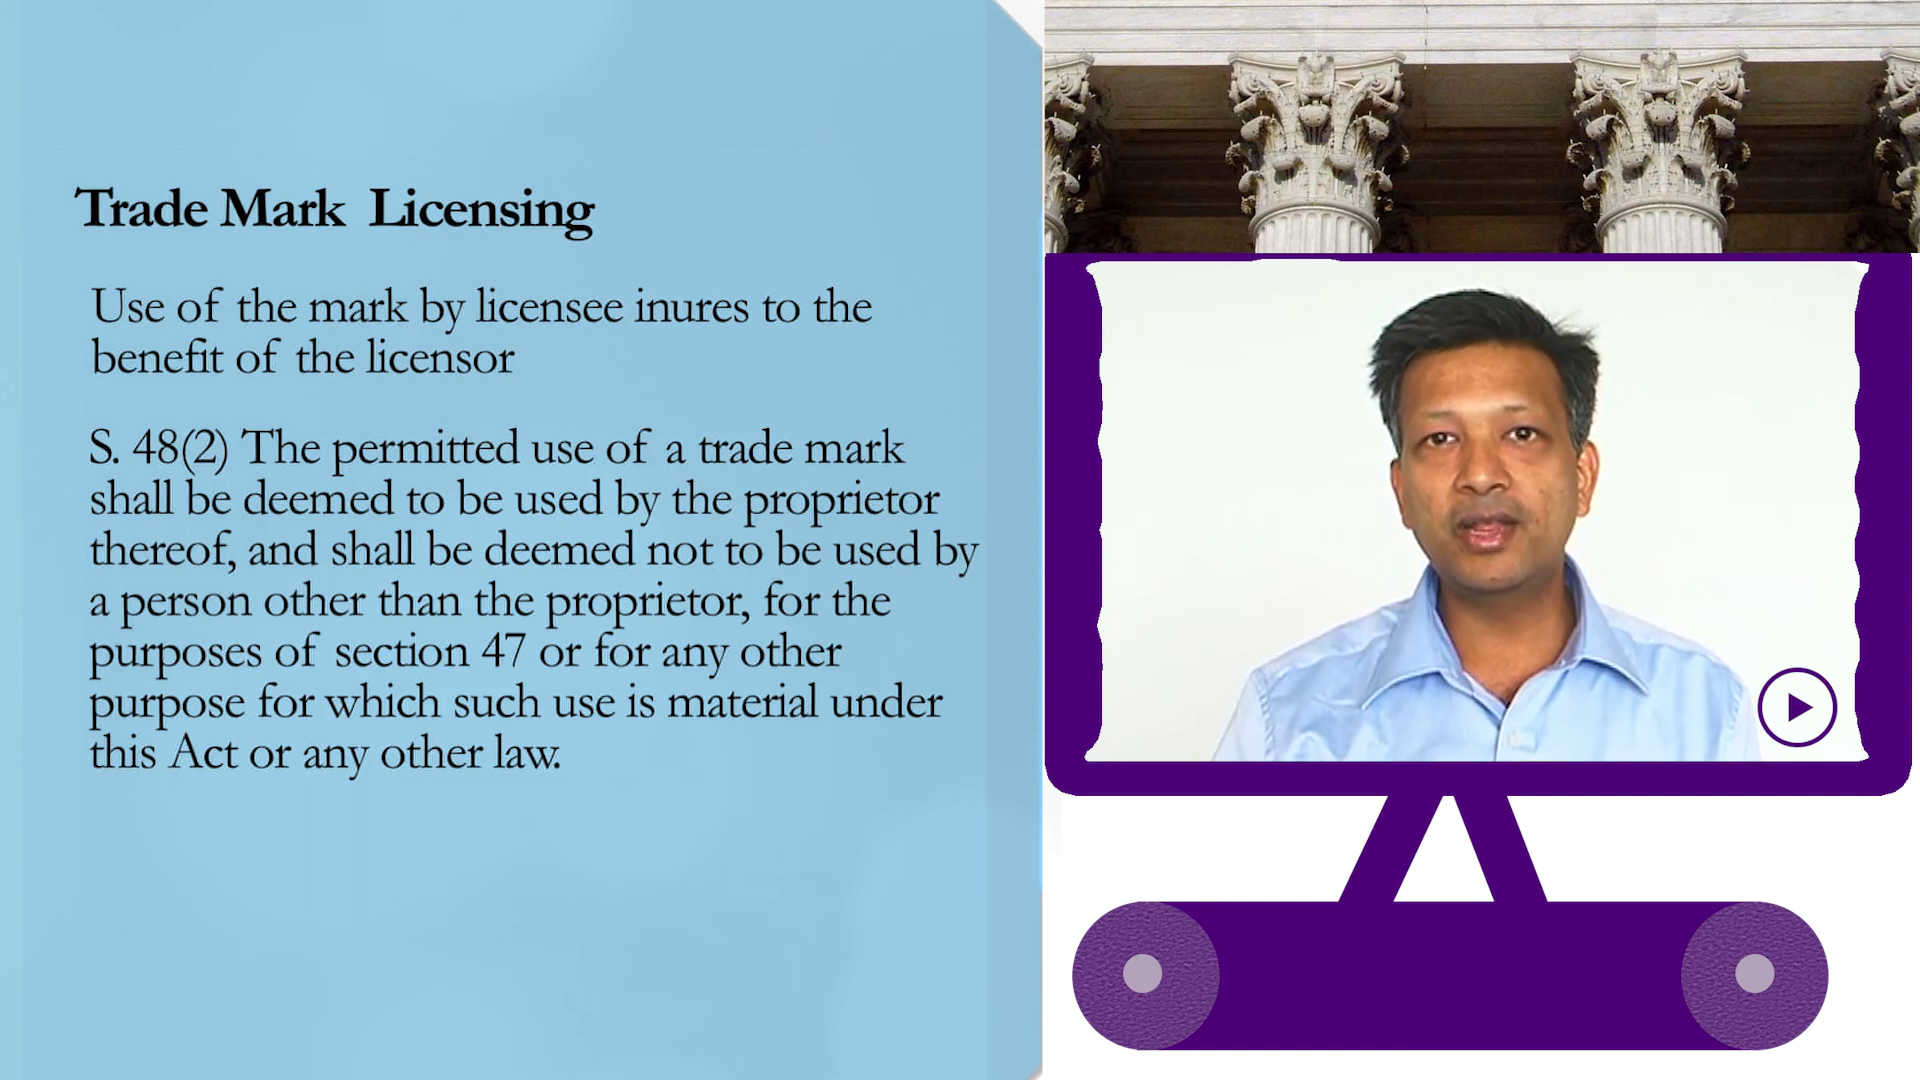 Trade Mark Licensing
Use of the mark by licensee inures to the
benefit of the licensor
S. 48(2) The permitted use of a trade mark
shall be deemed to be used by the proprietor
thereof, and shall be deemed not to be used by
a person other than the proprietor, for the
purposes of section 47 or for any other
purpose for which such use is material under
this Act or any other law.